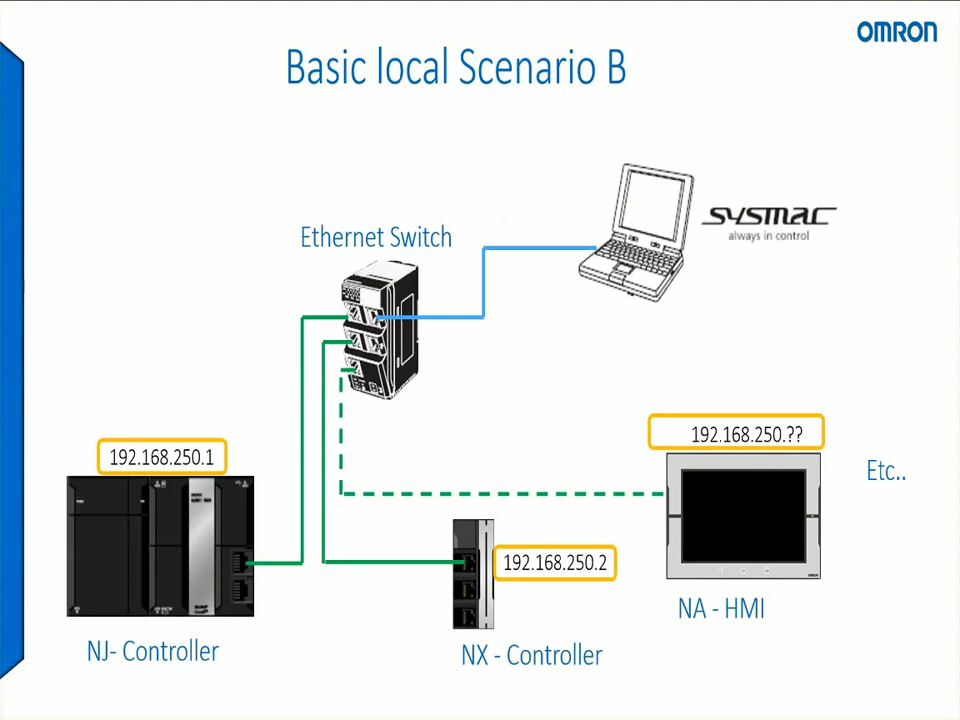 OMRON
Basic local Scenario B
sysmac
always in control
Ethernet Switch
192.168.250.??
192.168.250.1
Etc..
192.168.250.2
OMRON
NA - HMI
NJ- Controller
NX - Controller